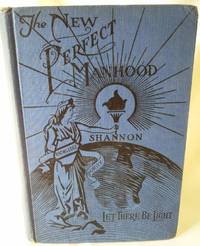 The New
Perfect
Manhood
SHANNON
LET THERE BE LIGHT